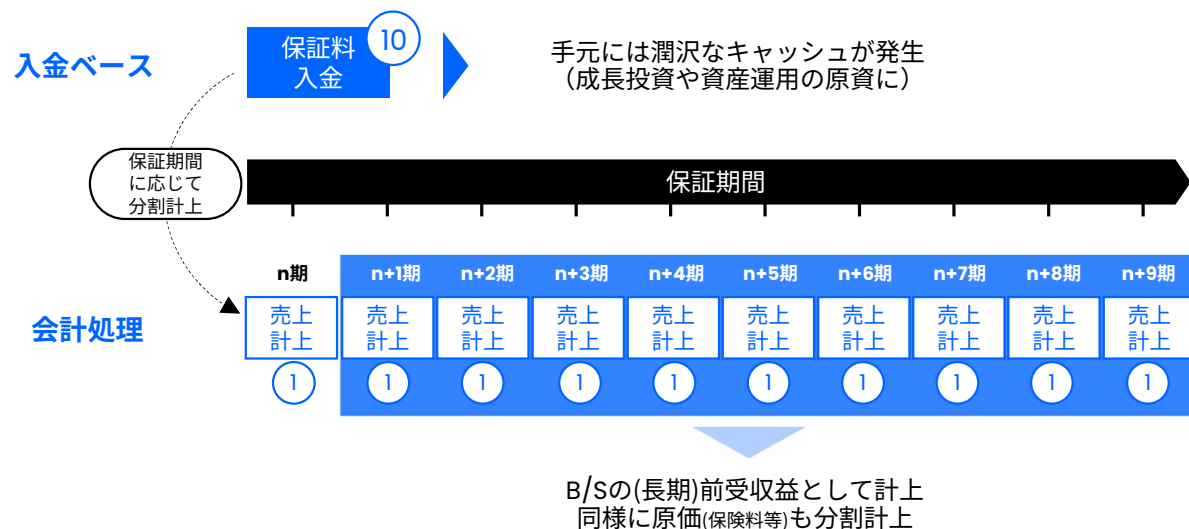 入金ベース
保証料
入金
10
手元には潤沢なキャッシュが発生
（成長投資や資産運用の原資に）
保証期間
に応じて
分割計上
保証期間
n期 n+1期 n+2期 n+3期 n+4期 n+5期 n+6期 n+7期 n+8期 n+9期
会計処理
売上 売上 売上 売上 売上 売上 売上 売上 売上 売上
計上 計上 計上 計上 計上 計上 計上 計上 計上 計上
1 1 1 1 1 1 1 1 1 1
B/Sの(長期)前受収益として計上
同様に原価(保険料等)も分割計上